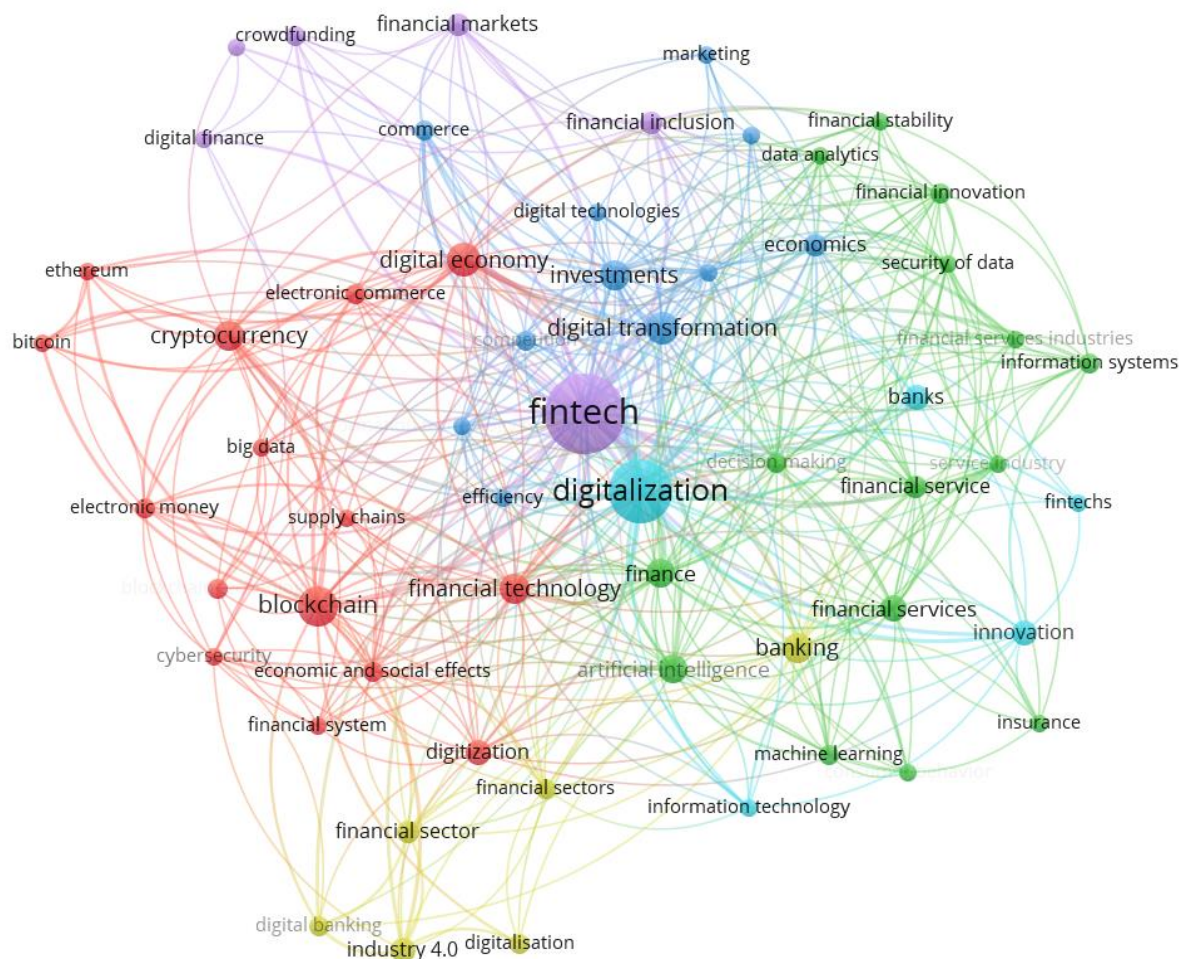 financial markets
crowdfunding
marketing
financial inclusion
financial stability
commerce
digital finance
data analytics
financial innovation
digital technologies
economics
digital economy
security of data
ethereum
investments
electronic commerce
digital transformation
cryptocurrency
financial services industries
bitcoin
information systems
banks
fintech
big data
decision making
service industry
digitalization
financial service
efficiency
fintechs
electronic money
supply chains
finance
financial technology
blockchain
financial services
innovation
banking
cybersecurity
economic and social effects
artificial intelligence
financial system
insurance
digitization
machine learning
financial sectors
information technology
financial sector
digital banking
industry 4.0
digitalisation